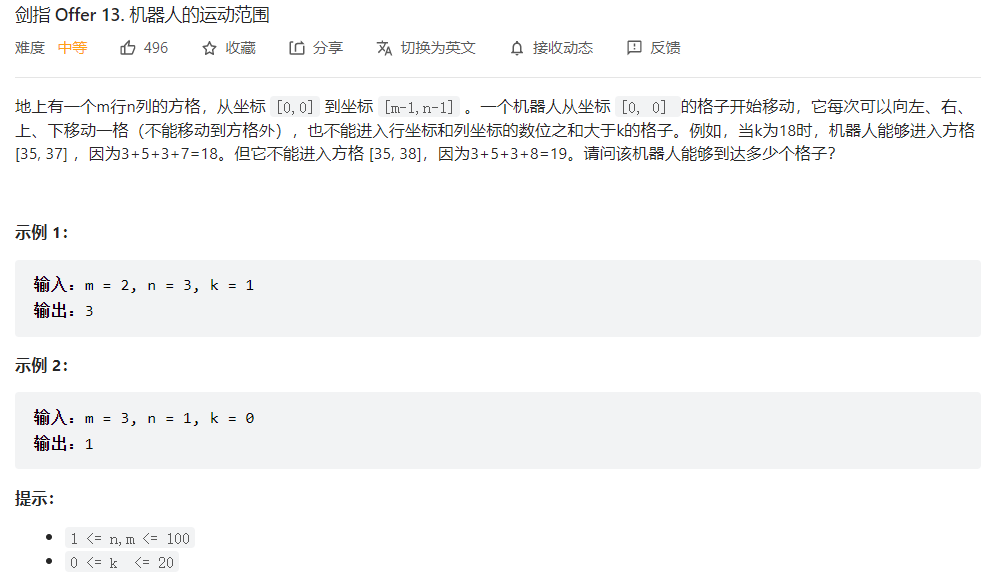 剑指 Offer 13. 机器人的运动范围
难度 中等 496 收藏 分享 切换为英文 接收动态 反馈
地上有一个m行n列的方格，从坐标 [0,0] 到坐标 [m-1,n-1] 。一个机器人从坐标 [0, 0] 的格子开始移动，它每次可以向左、右、
上、下移动一格（不能移动到方格外），也不能进入行坐标和列坐标的数位之和大于k的格子。例如，当k为18时，机器人能够进入方格
[35, 37] ，因为3+5+3+7=18。但它不能进入方格 [35, 38]，因为3+5+3+8=19。请问该机器人能够到达多少个格子？
示例 1：
输入：m = 2, n = 3, k = 1
输出：3
示例 2：
输入：m = 3, n = 1, k = 0
输出：1
提示：
1 <= n,m <= 100
0 <= k <= 20